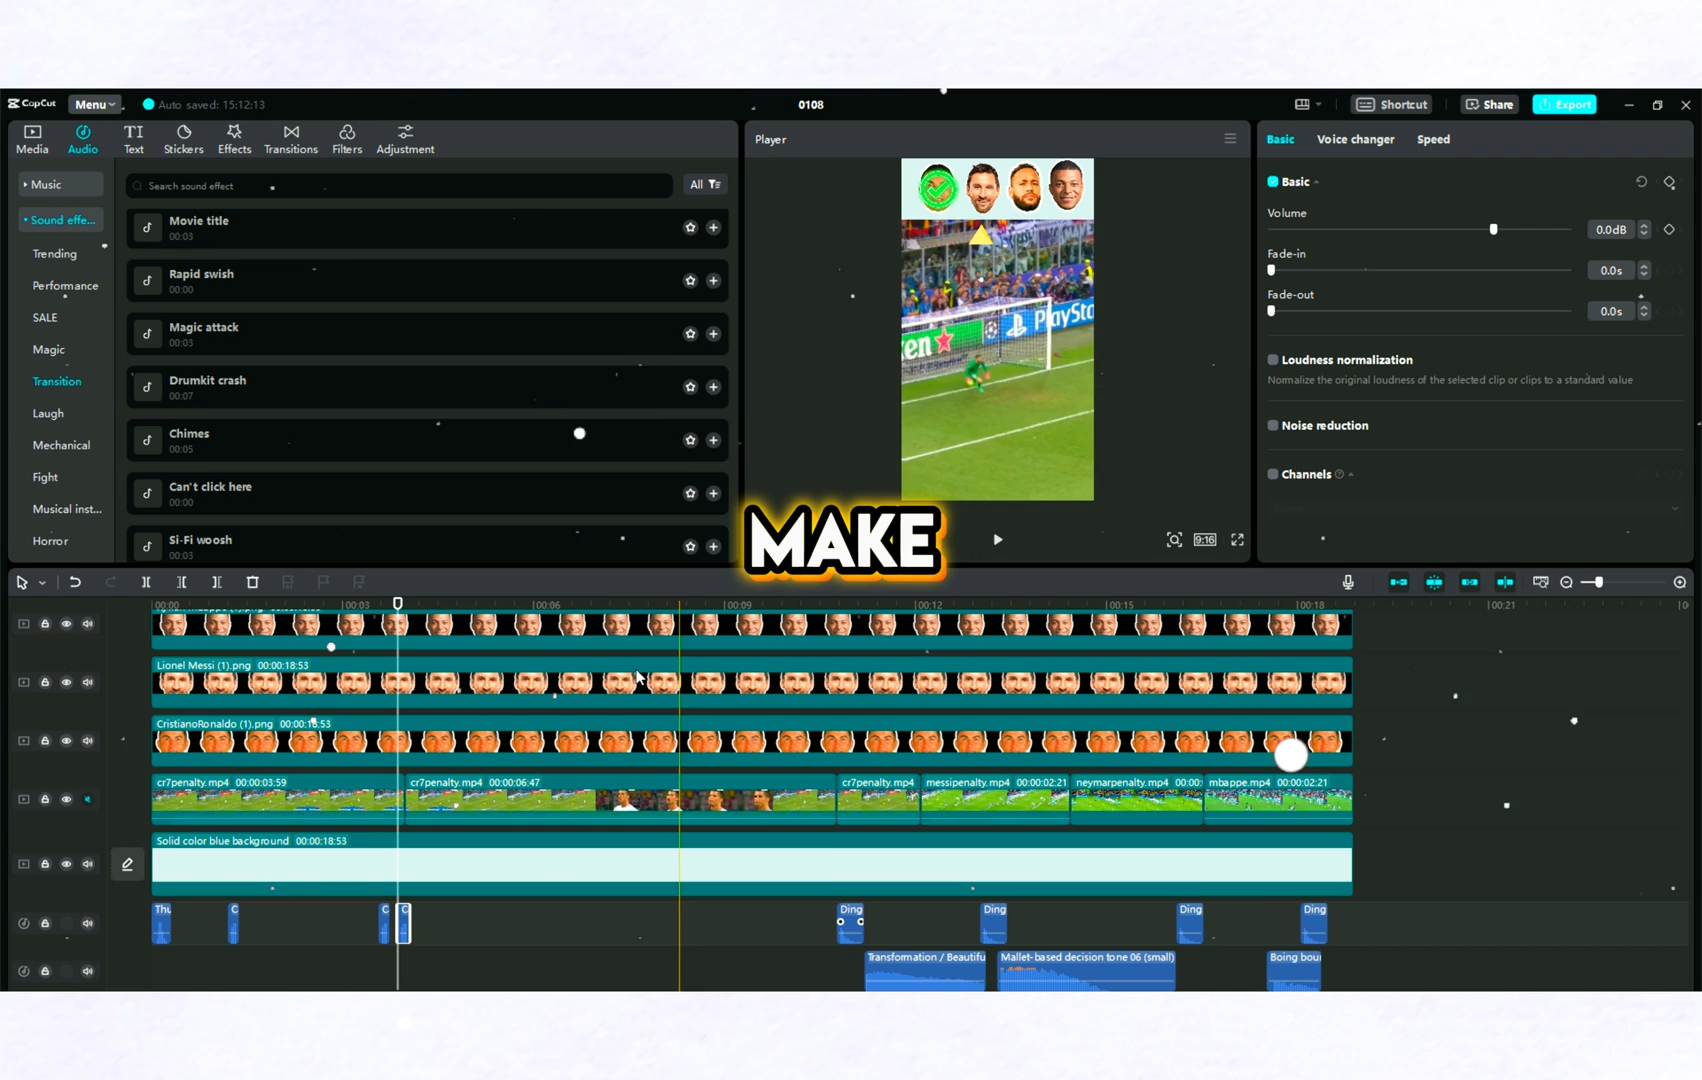 CapCut
Menu
Auto saved: 15:12:13
0108
Shortcut
Share
Export
Media
Audio
TI
Text
Stickers
Effects
Transitions
Filters
Adjustment
Music
Sound effe...
Trending
Performance
SALE
Magic
Transition
Laugh
Mechanical
Fight
Musical inst...
Horror
Search sound effect
All
Movie title
00:03
Rapid swish
00:00
Magic attack
00:03
Drumkit crash
00:07
Chimes
00:05
Can't click here
00:00
Si-Fi woosh
00:03
Player
PlaySta
en
9:16
MAKE
Basic
Voice changer
Speed
Basic
Volume
0.0dB
Fade-in
0.0s
Fade-out
0.0s
Loudness normalization
Normalize the original loudness of the selected clip or clips to a standard value
Noise reduction
Channels
00:00
00:03
00:06
00:09
00:12
00:15
00:18
00:21
Lionel Messi (1).png 00:00:18:53
CristianoRonaldo (1).png 00:00:18:53
cr7penalty.mp4 00:00:03:59
cr7penalty.mp4 00:00:06:47
cr7penalty.mp4
messipenalty.mp4 00:00:02:21
neymarpenalty.mp4 00:00:
mbappe.mp4 00:00:02:21
Solid color blue background 00:00:18:53
Thu
C
C
C
Ding
Ding
Ding
Ding
Transformation / Beautifu
Mallet-based decision tone 06 (small)
Boing bour